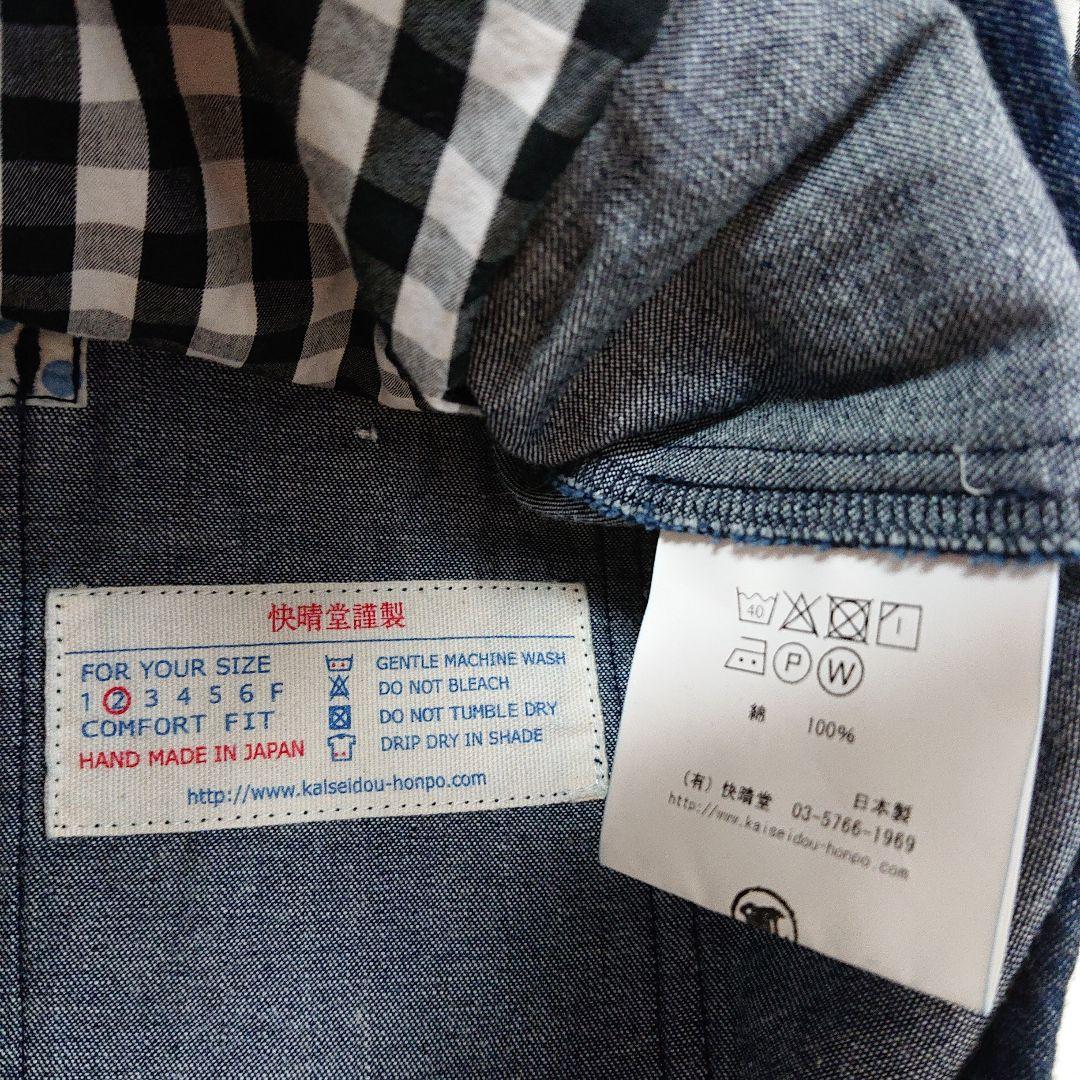 快晴堂謹製
FOR YOUR SIZE
1 2 3 4 5 6 F
COMFORT FIT
HAND MADE IN JAPAN
GENTLE MACHINE WASH
DO NOT BLEACH
DO NOT TUMBLE DRY
DRIP DRY IN SHADE
http://www.kaiseidou-honpo.com
40
P W
綿 100%
日本製
(有)快晴堂 03-5766-1969
http://www.kaiseidou-honpo.com